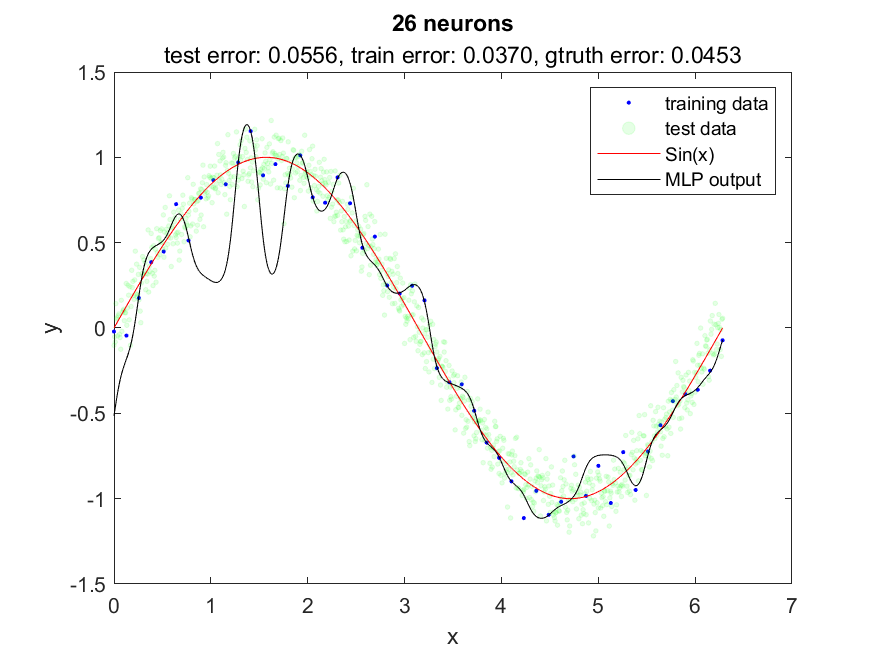 26 neurons
test error: 0.0556, train error: 0.0370, gtruth error: 0.0453
1.5
1
0.5
0
-0.5
-1
-1.5
y
training data
test data
Sin(x)
MLP output
0 1 2 3 4 5 6 7
x